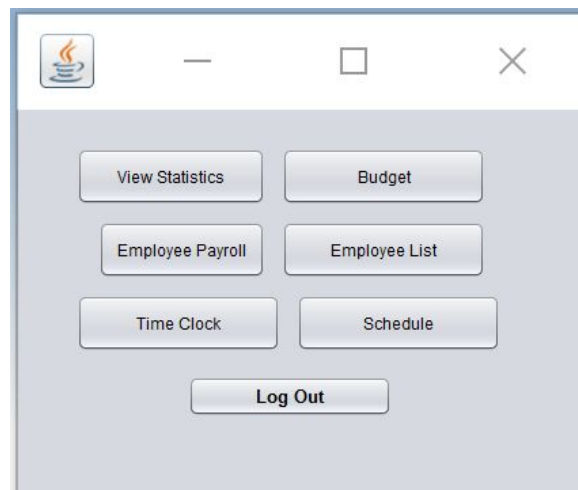 View Statistics Budget
Employee Payroll Employee List
Time Clock Schedule
Log Out